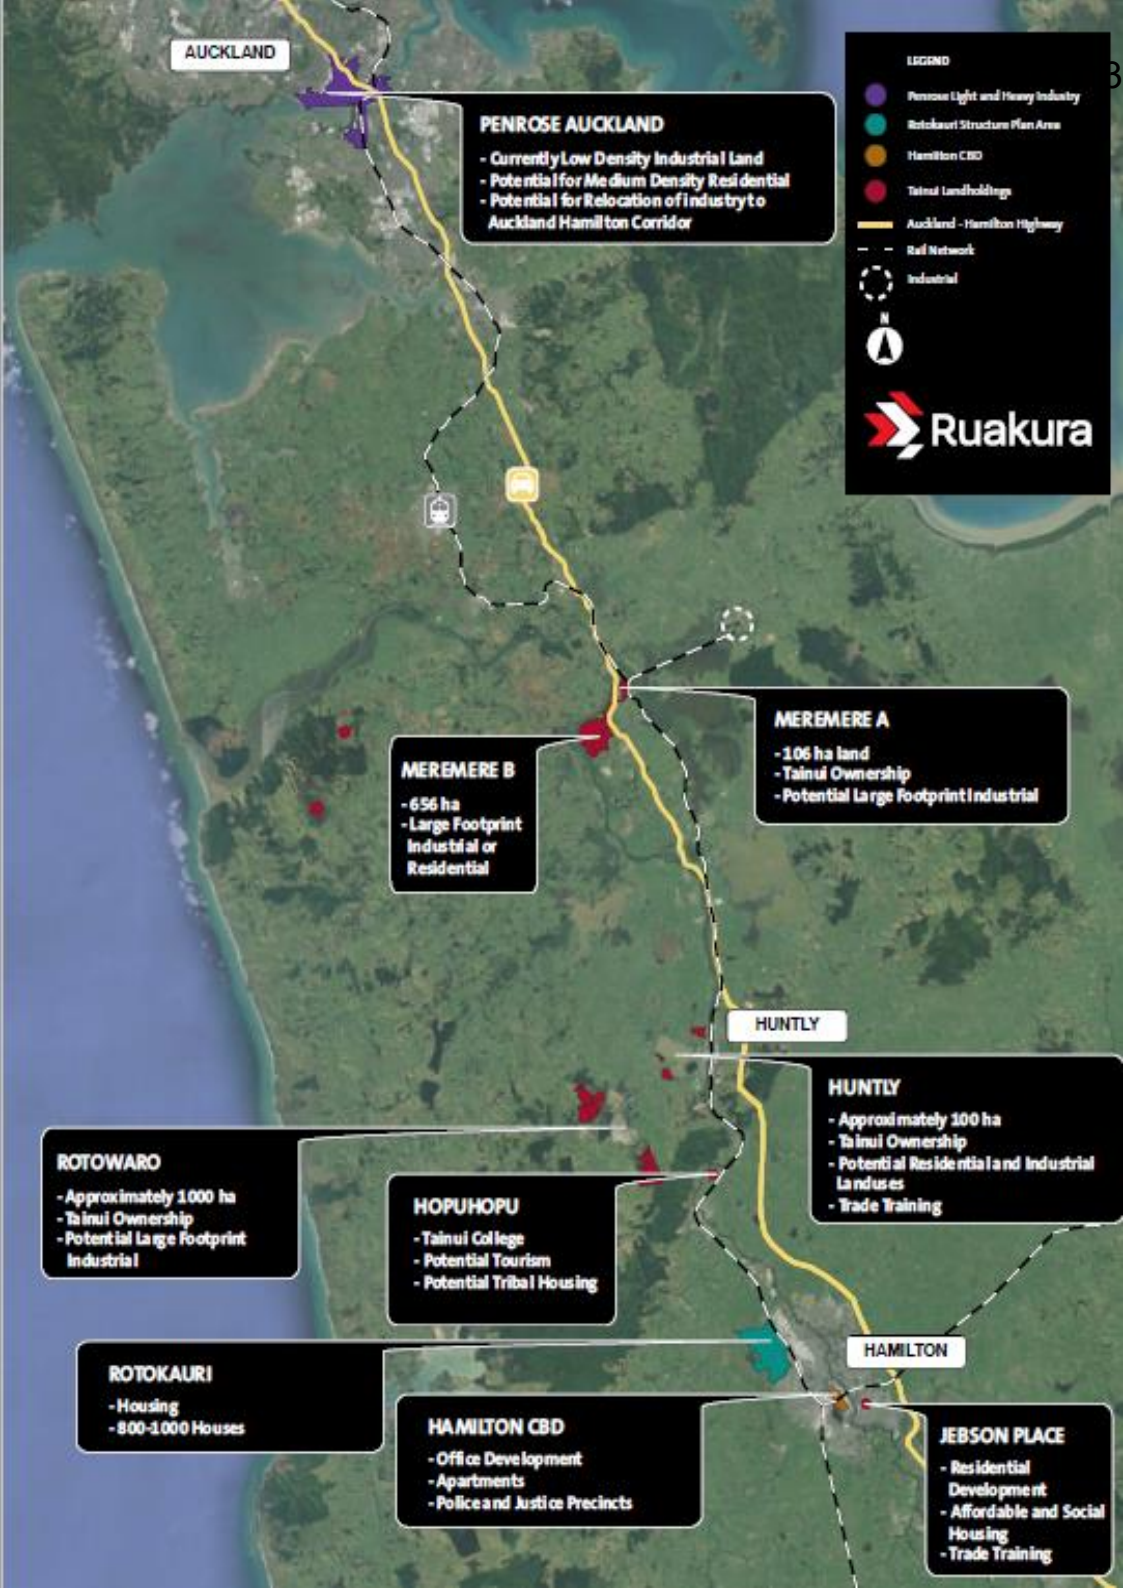 AUCKLAND
LEGEND
3
Penrose Light and Heavy Industry
Rotokauri Structure Plan Area
Hamilton CBD
Tainui Landholdings
Auckland - Hamilton Highway
Rail Network
Industrial
N
Ruakura
PENROSE AUCKLAND
- Currently Low Density Industrial Land
- Potential for Medium Density Residential
- Potential for Relocation of Industry to
Auckland Hamilton Corridor
MEREMERE A
- 106 ha land
- Tainui Ownership
- Potential Large Footprint Industrial
MEREMERE B
- 656 ha
- Large Footprint
Industrial or
Residential
HUNTLY
HUNTLY
- Approximately 100 ha
- Tainui Ownership
- Potential Residential and Industrial
Landuses
- Trade Training
ROTOWARO
- Approximately 1000 ha
- Tainui Ownership
- Potential Large Footprint
Industrial
HOPUHOPU
- Tainui College
- Potential Tourism
- Potential Tribal Housing
HAMILTON
ROTOKAURI
- Housing
- 800-1000 Houses
HAMILTON CBD
- Office Development
- Apartments
- Police and Justice Precincts
JEBSON PLACE
- Residential
Development
- Affordable and Social
Housing
- Trade Training